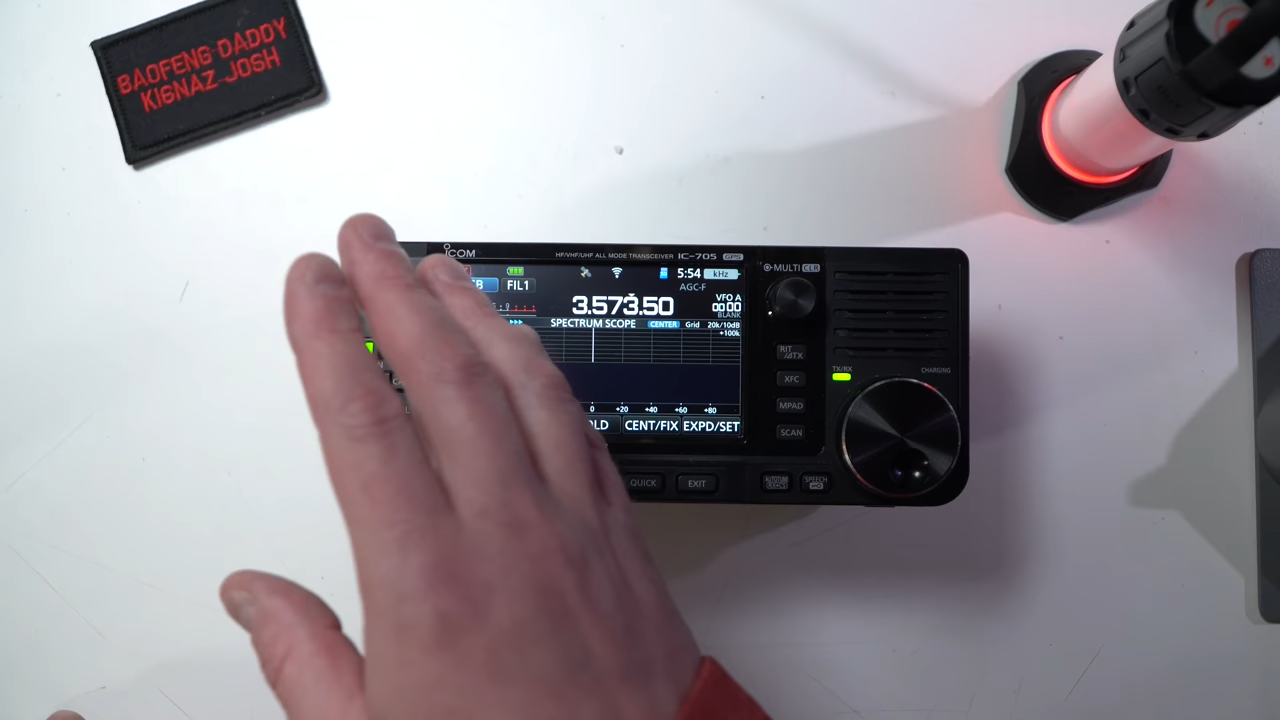 BAOFENG DADDY
KI6NAZ JOSH
ICOM
HF/VHF/UHF ALL MODE TRANSCEIVER IC-705 GPS
5:54 kHz
FIL1
AGC-F
3.573.50
VFO A
00 00
BLANK
SPECTRUM SCOPE CENTER Grid 20k/10dB
+100k
0 +20 +40 +60 +80
CENT/FIX EXPD/SET
QUICK EXIT
MULTI CLR
RIT
XFC
MPAD
SCAN
SPEECH
TX/RX
CHARGING